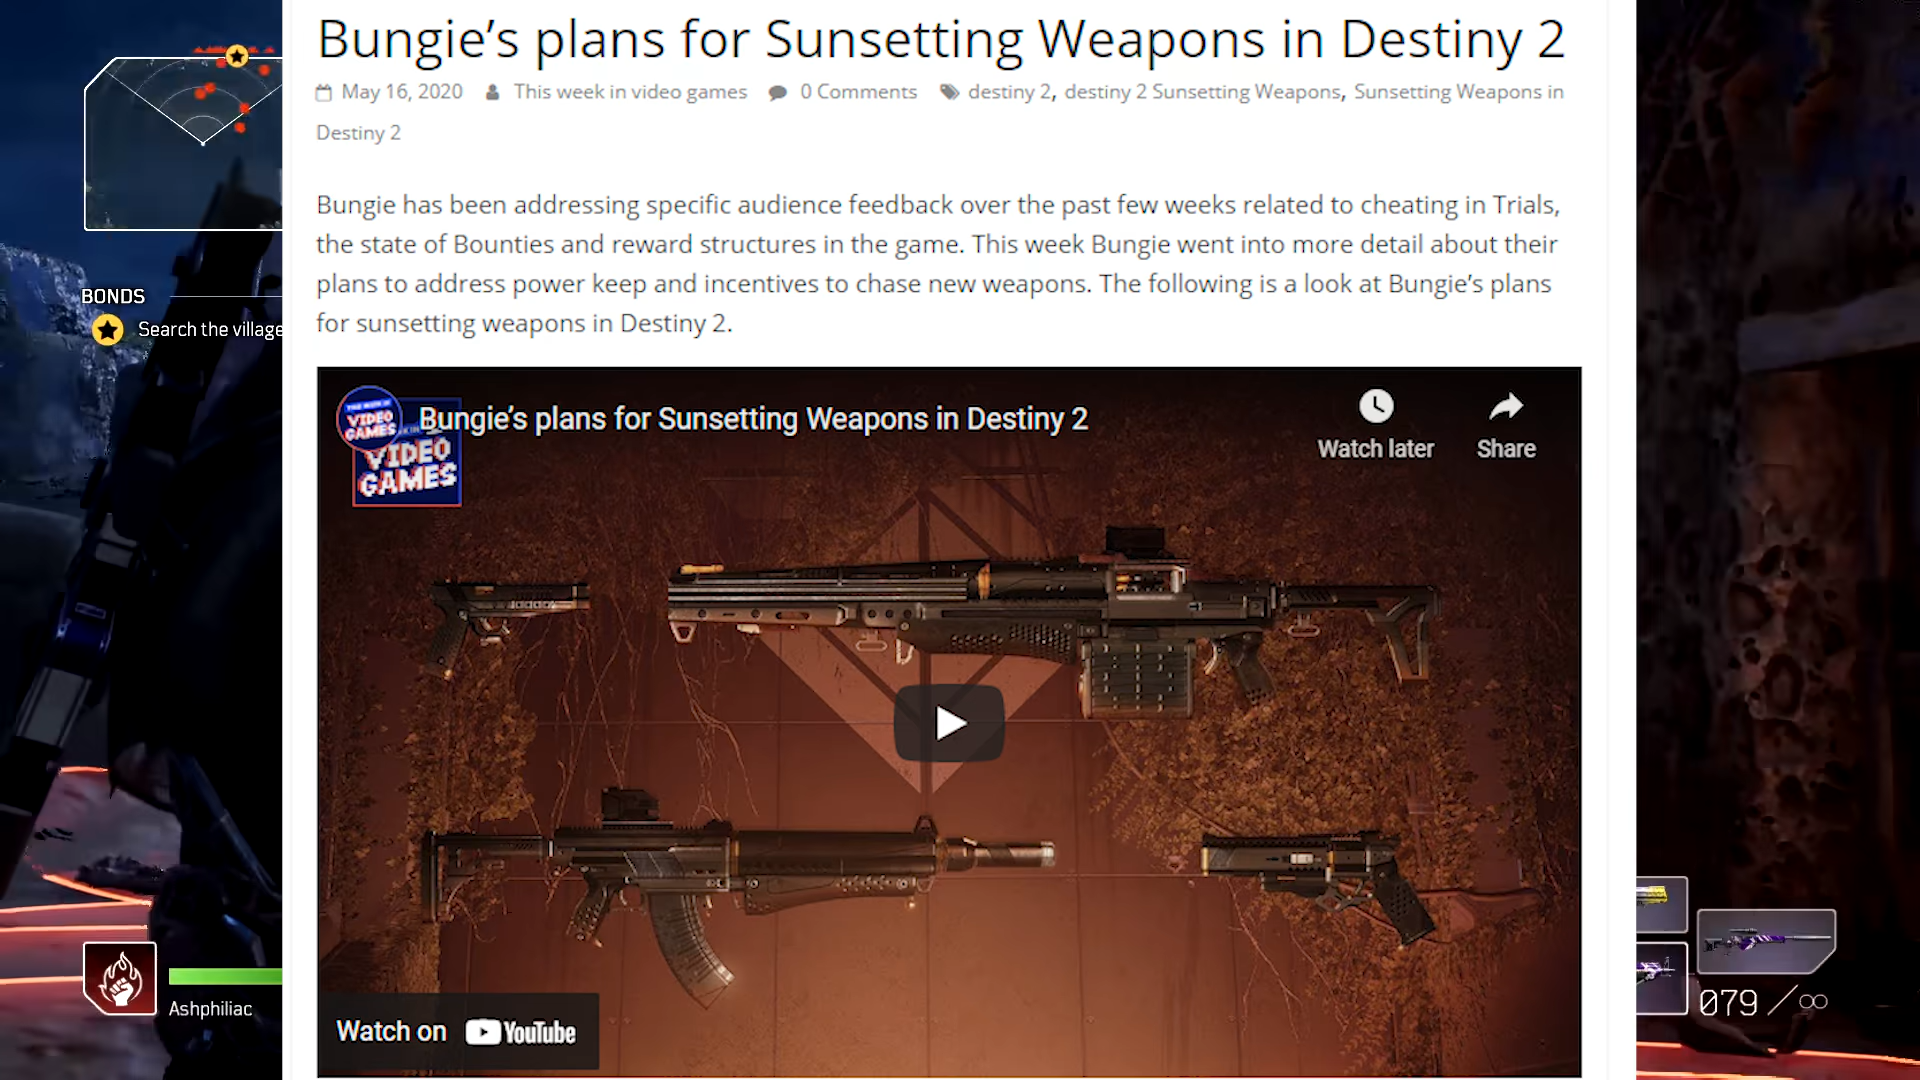 Bungie's plans for Sunsetting Weapons in Destiny 2
May 16, 2020 This week in video games 0 Comments destiny 2, destiny 2 Sunsetting Weapons, Sunsetting Weapons in
Destiny 2
BONDS
Search the village
Bungie has been addressing specific audience feedback over the past few weeks related to cheating in Trials,
the state of Bounties and reward structures in the game. This week Bungie went into more detail about their
plans to address power keep and incentives to chase new weapons. The following is a look at Bungie's plans
for sunsetting weapons in Destiny 2.
THIS WEEK IN
VIDEO
GAMES
Bungie's plans for Sunsetting Weapons in Destiny 2
VIDEO
GAMES
Watch later
Share
Watch on YouTube
Ashphiliac
079 / ∞